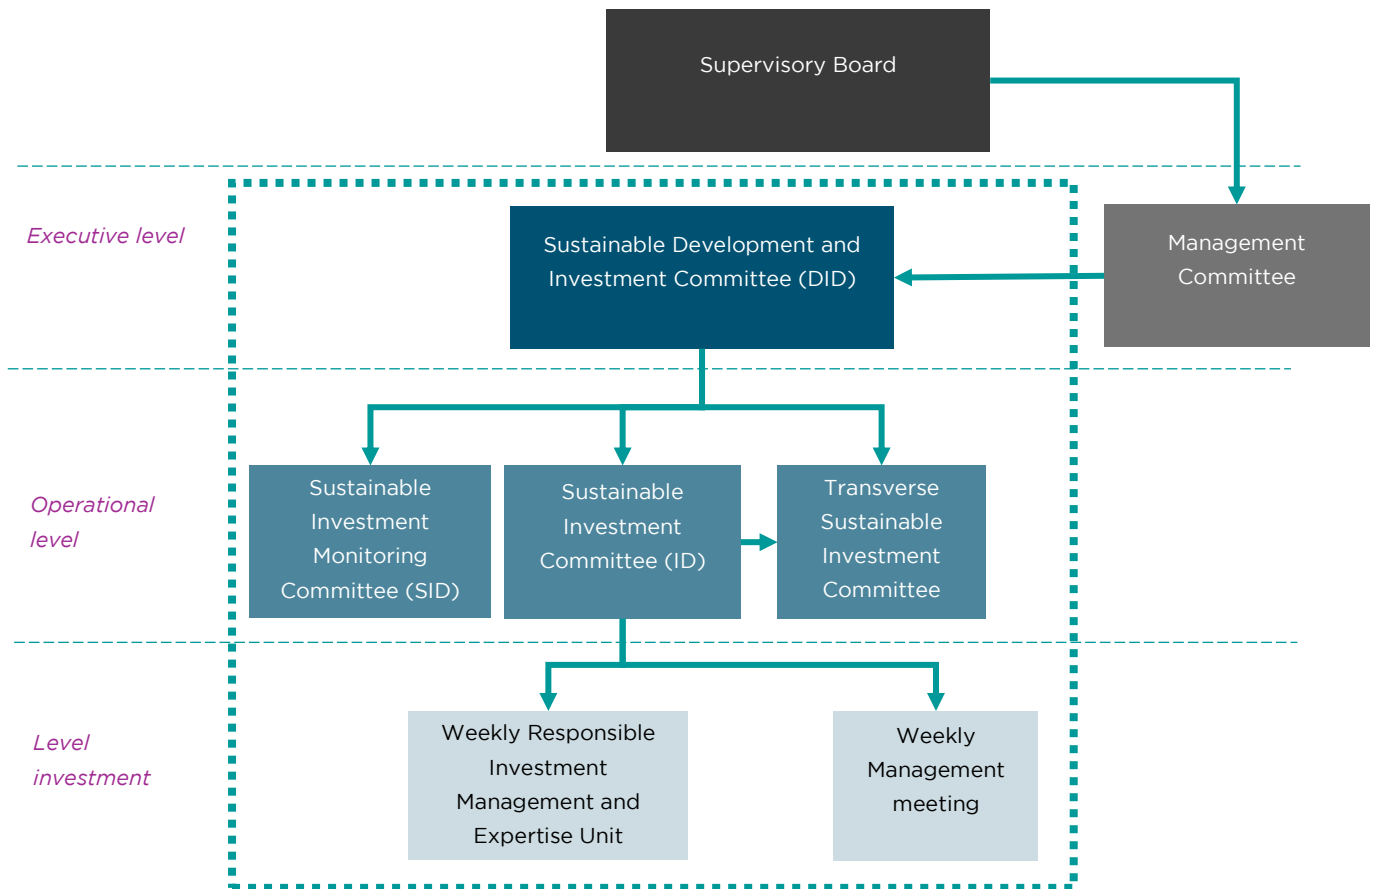 Supervisory Board
Executive level
Sustainable Development and
Investment Committee (DID)
Management
Committee
Operational
level
Sustainable
Investment
Monitoring
Committee (SID)
Sustainable
Investment
Committee (ID)
Transverse
Sustainable
Investment
Committee
Level
investment
Weekly Responsible
Investment
Management and
Expertise Unit
Weekly
Management
meeting